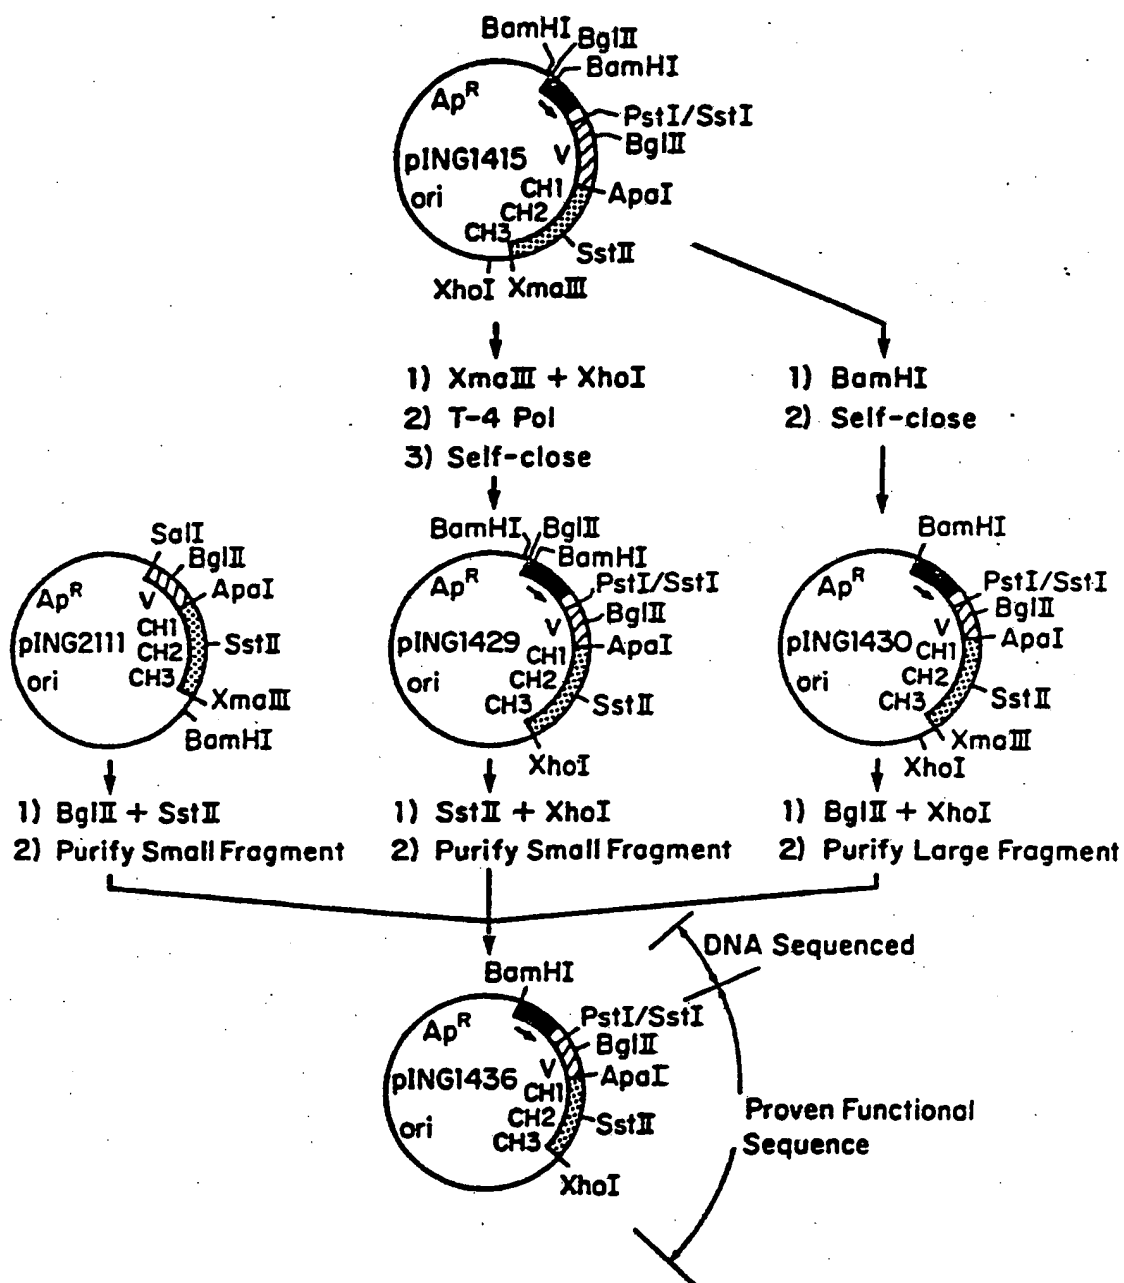 BamHI
BglII
BamHI
Ap^R
PstI/SstI
BglII
pING1415
V
ori
CH1
ApaI
CH2
CH3
SstII
XhoI XmaIII
1) XmaIII + XhoI
2) T-4 Pol
3) Self-close
1) BamHI
2) Self-close
SalI
BglII
Ap^R
ApaI
V
CH1
pING2111
SstII
CH2
ori
CH3
XmaIII
BamHI
1) BglII + SstII
2) Purify Small Fragment
BamHI BglII
BamHI
Ap^R
PstI/SstI
BglII
V
pING1429
ApaI
CH1
ori
CH2
CH3
SstII
XhoI
1) SstII + XhoI
2) Purify Small Fragment
BamHI
Ap^R
PstI/SstI
BglII
V
ApaI
pING1430
CH1
ori
CH2
CH3
SstII
XmaIII
XhoI
1) BglII + XhoI
2) Purify Large Fragment
DNA Sequenced
BamHI
Ap^R
PstI/SstI
BglII
V
ApaI
pING1436
CH1
ori
CH2
SstII
CH3
XhoI
Proven Functional
Sequence